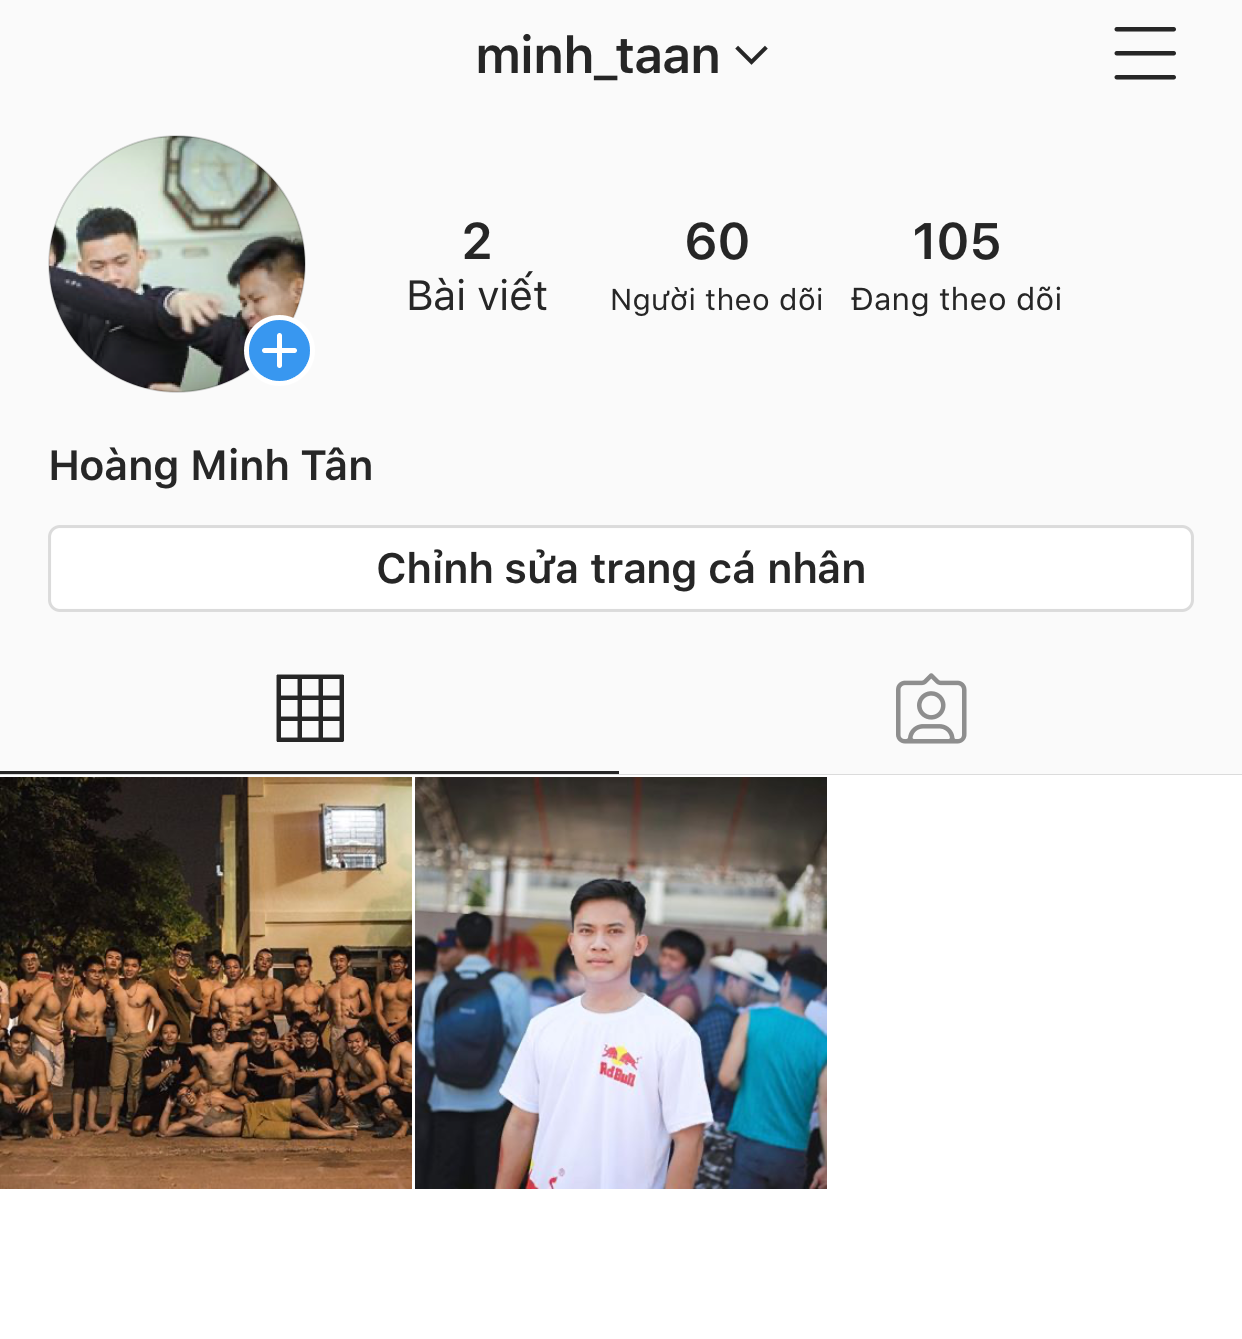 minh_taan
2 60 105
Bài viết Người theo dõi Đang theo dõi
Hoàng Minh Tân
Chỉnh sửa trang cá nhân
Red Bull